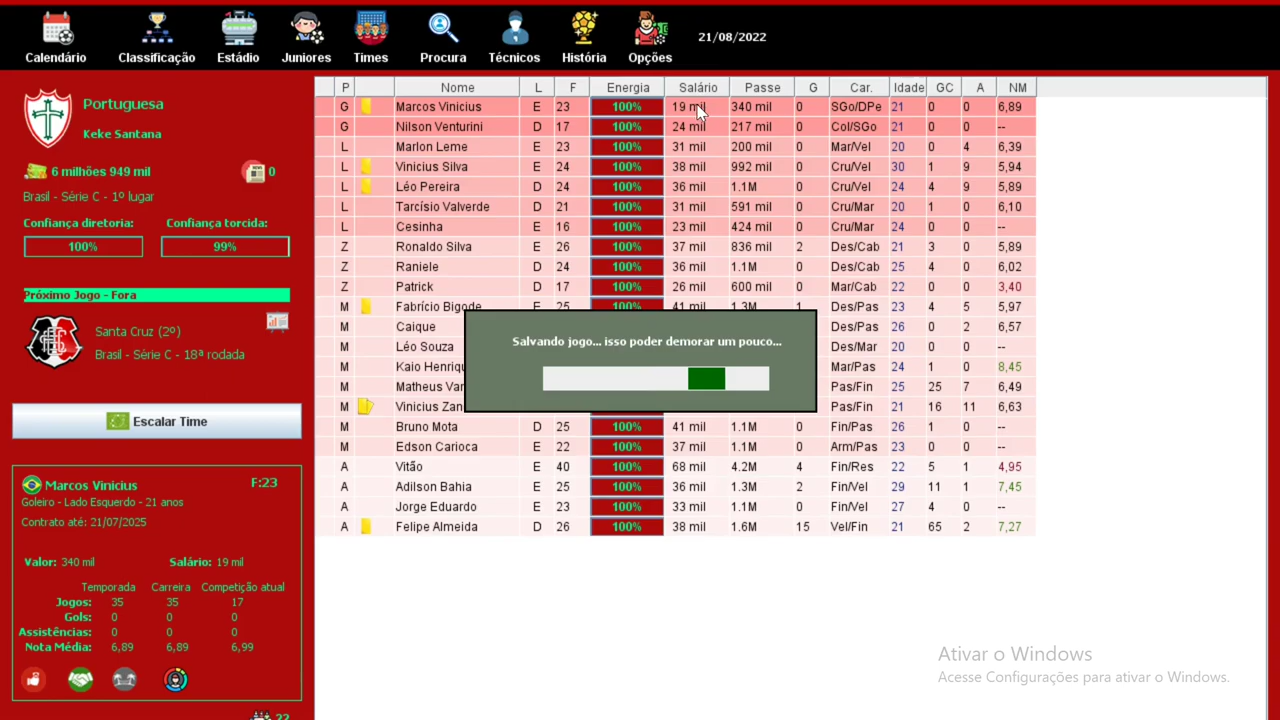 Calendário Classificação Estádio Juniores Times Procura Técnicos História Opções 21/08/2022
Portuguesa
Keke Santana
6 milhões 949 mil 0
Brasil - Série C - 1º lugar
Confiança diretoria: Confiança torcida:
100% 99%
Próximo Jogo - Fora
Santa Cruz (2º)
Brasil - Série C - 18ª rodada
Escalar Time
Marcos Vinicius F:23
Goleiro - Lado Esquerdo - 21 anos
Contrato até: 21/07/2025
Valor: 340 mil Salário: 19 mil
Temporada Carreira Competição atual
Jogos: 35 35 17
Gols: 0 0 0
Assistências: 0 0 0
Nota Média: 6,89 6,89 6,99
22
P Nome L F Energia Salário Passe G Car. Idade GC A NM
G Marcos Vinicius E 23 100% 19 mil 340 mil SGo/DPe 21 0 0 6,89
G Nilson Venturini D 17 100% 24 mil 217 mil 0 Col/SGo 21 0 0 --
L Marlon Leme E 23 100% 31 mil 200 mil 0 Mar/Vel 20 0 4 6,39
L Vinicius Silva E 24 100% 38 mil 992 mil 0 Cru/Vel 30 1 9 5,94
L Léo Pereira D 24 100% 36 mil 1.1M 0 Cru/Vel 24 4 9 5,89
L Tarcísio Valverde D 21 100% 31 mil 591 mil 0 Cru/Mar 20 1 0 6,10
L Cesinha E 16 100% 23 mil 424 mil 0 Cru/Mar 24 0 0 --
Z Ronaldo Silva E 26 100% 37 mil 836 mil 2 Des/Cab 21 3 0 5,89
Z Raniele D 24 100% 36 mil 1.1M 0 Des/Cab 25 4 0 6,02
Z Patrick D 17 100% 26 mil 600 mil 0 Mar/Cab 22 0 0 3,40
M Fabrício Bigode E 25 100% 41 mil 1.3M 1 Des/Pas 23 4 5 5,97
M Caique Des/Pas 26 0 2 6,57
M Léo Souza Des/Mar 20 0 0 --
M Kaio Henriq Mar/Pas 24 1 0 8,45
M Matheus Var Pas/Fin 25 25 7 6,49
M Vinicius Zan Pas/Fin 21 16 11 6,63
M Bruno Mota D 25 100% 41 mil 1.1M 0 Fin/Pas 26 1 0 --
M Edson Carioca E 22 100% 37 mil 1.1M 0 Arm/Pas 23 0 0 --
A Vitão E 40 100% 68 mil 4.2M 4 Fin/Res 22 5 1 4,95
A Adilson Bahia E 25 100% 36 mil 1.3M 2 Fin/Vel 29 11 1 7,45
A Jorge Eduardo E 23 100% 33 mil 1.1M 0 Fin/Vel 27 4 0 --
A Felipe Almeida D 26 100% 38 mil 1.6M 15 Vel/Fin 21 65 2 7,27
Salvando jogo... isso poder demorar um pouco...
Ativar o Windows
Acesse Configurações para ativar o Windows.